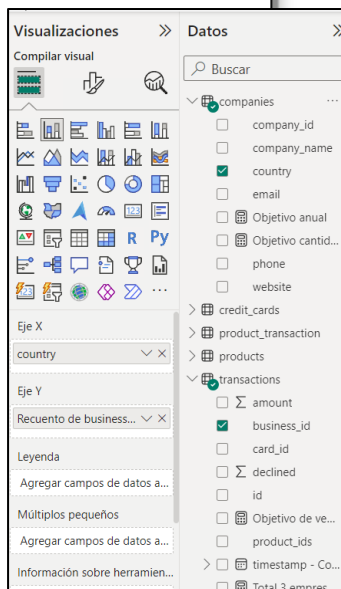 Visualizaciones
Compilar visual
123
R
Py
123
Eje X
country
Eje Y
Recuento de business...
Leyenda
Agregar campos de datos a...
Múltiplos pequeños
Agregar campos de datos a...
Información sobre herramien...
Datos
Buscar
companies
company_id
company_name
country
email
Objetivo anual
Objetivo cantid...
phone
website
credit_cards
product_transaction
products
transactions
amount
business_id
card_id
declined
id
Objetivo de ve...
product_ids
timestamp - Co...
Total 3 empres...